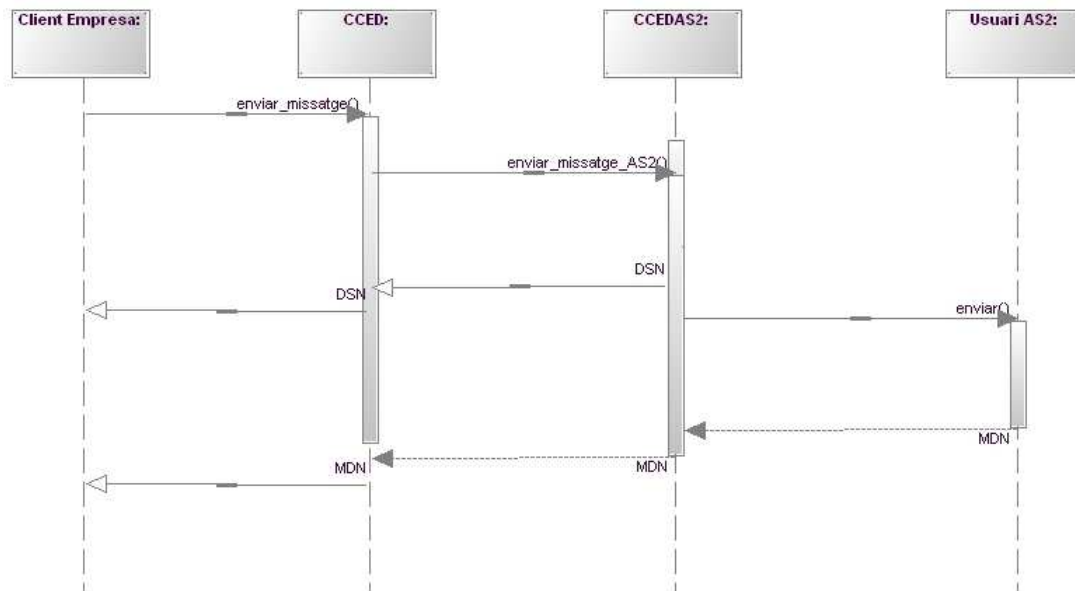 Client Empresa:
CCED:
CCEDAS2:
Usuari AS2:
enviar_missatge()
enviar_missatge_AS2()
DSN
DSN
enviar()
MDN
MDN
MDN